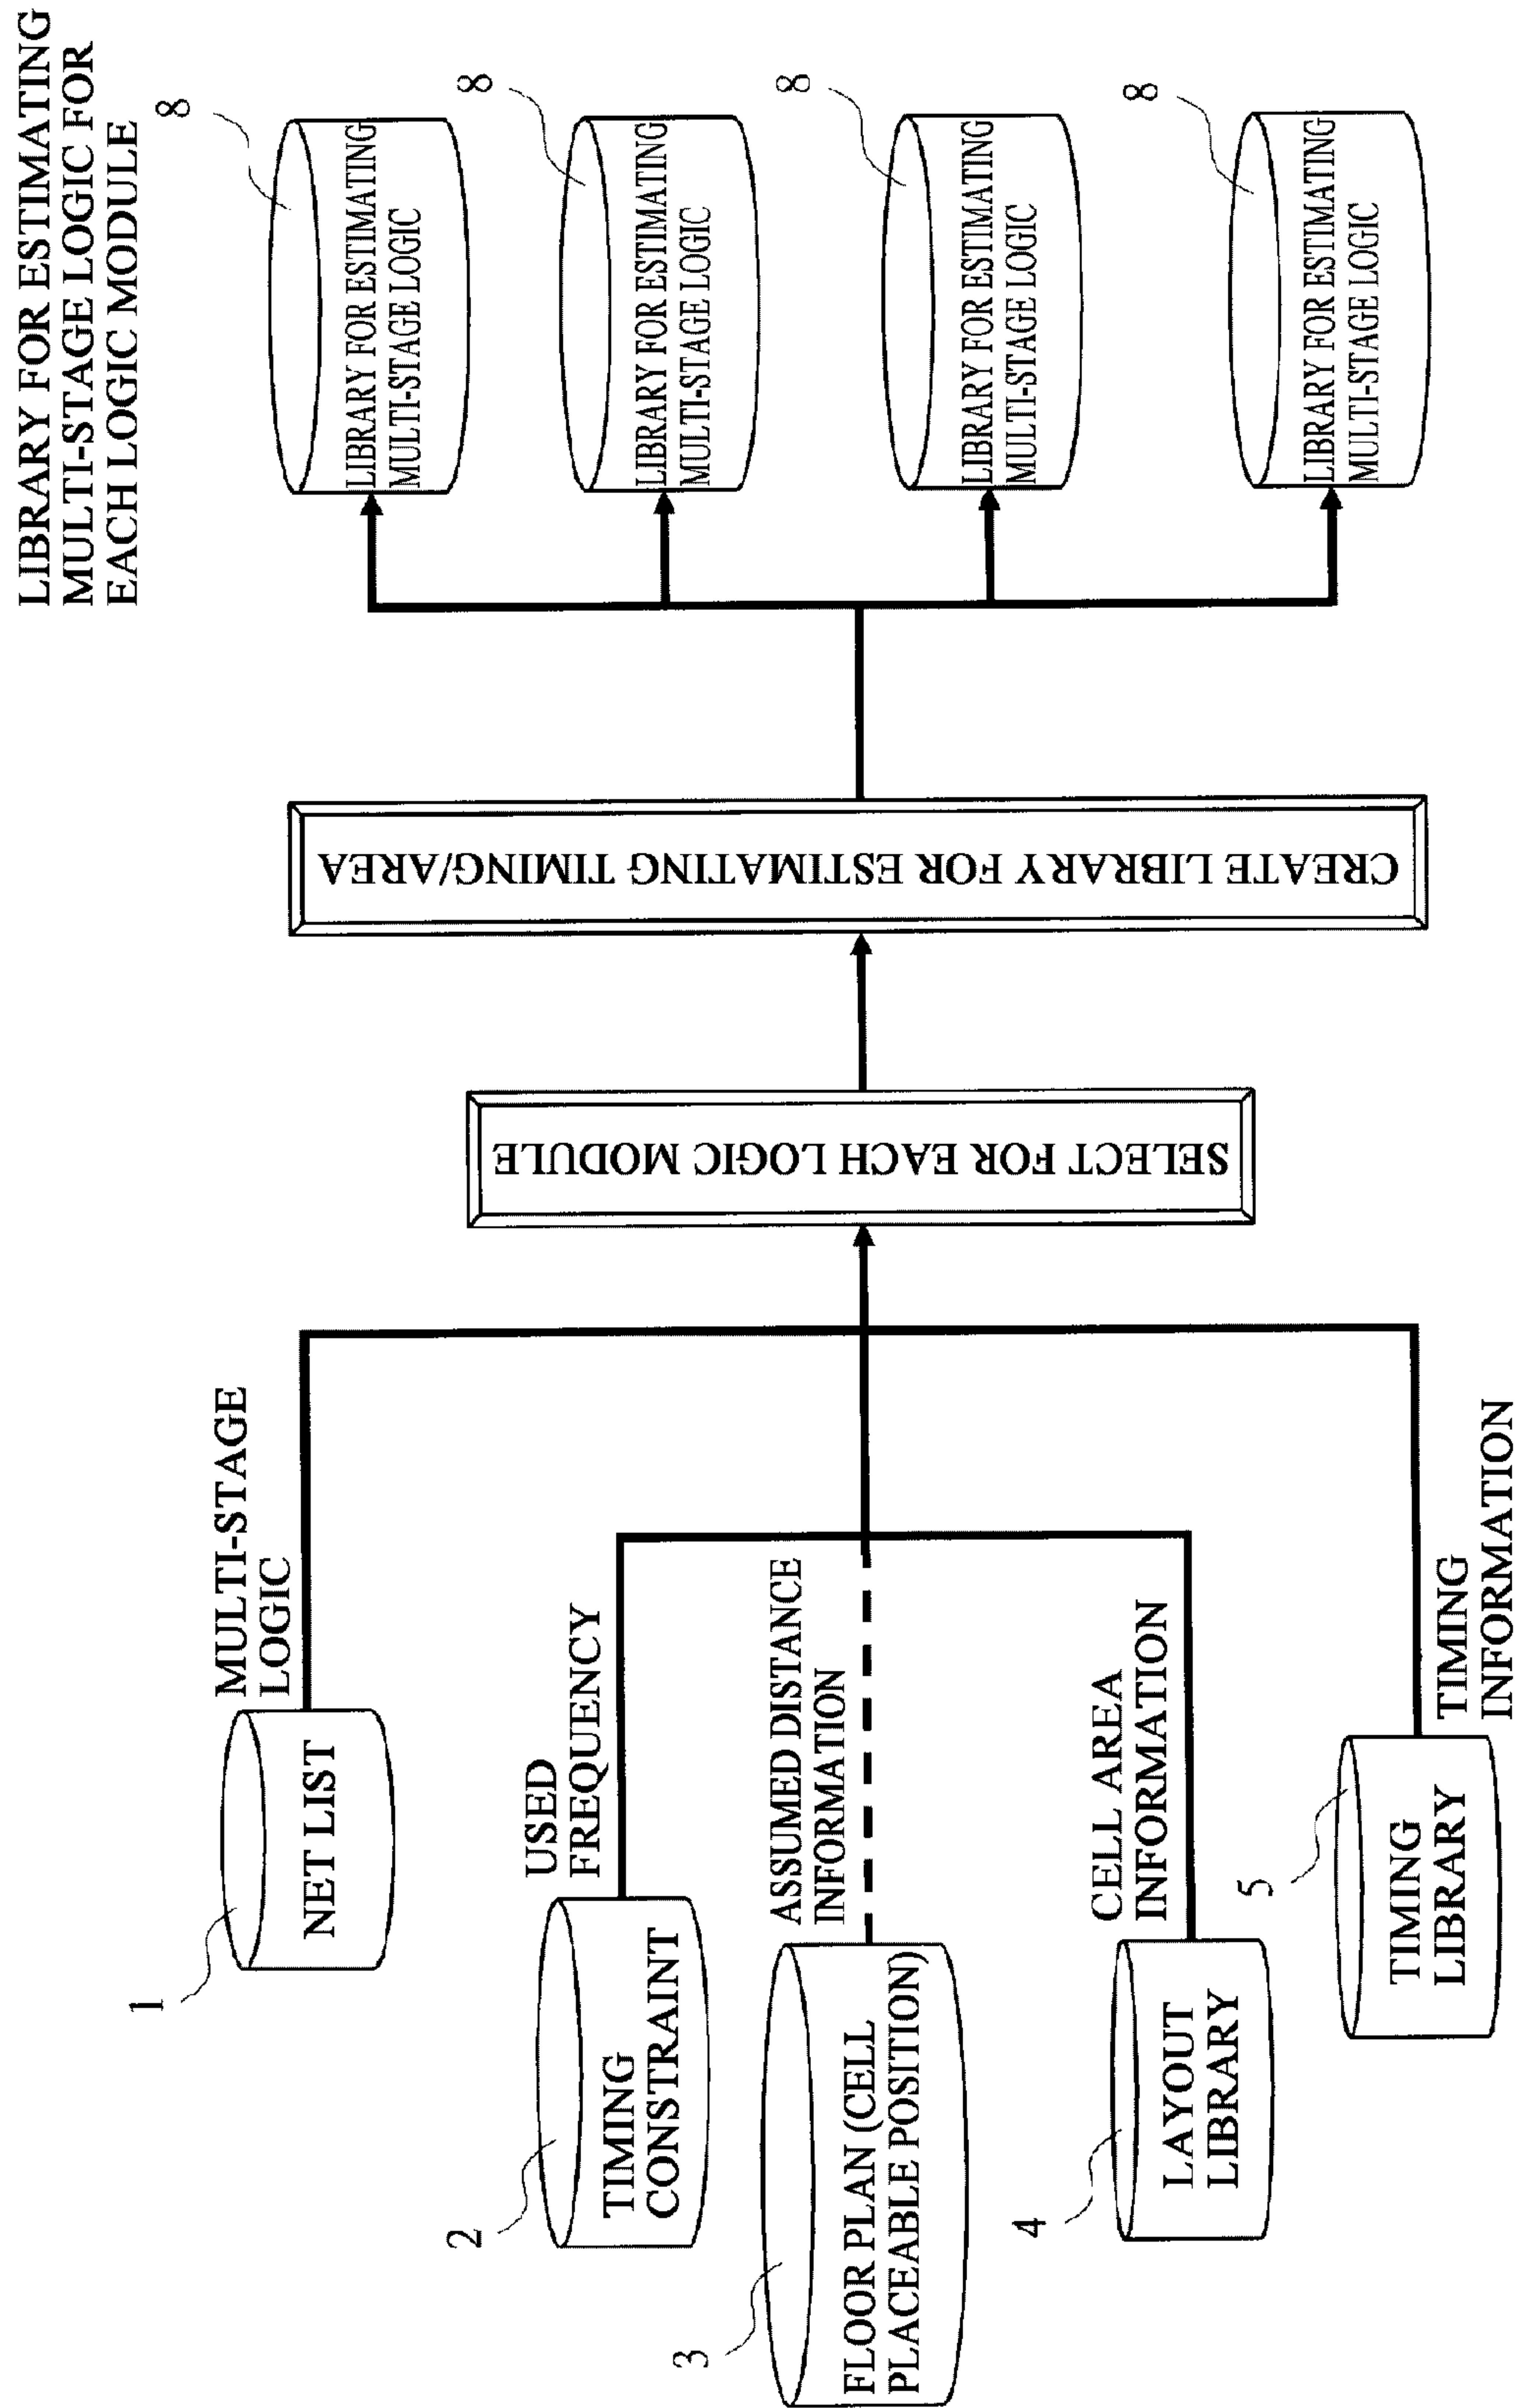 1
NET LIST
MULTI-STAGE
LOGIC
2
TIMING
CONSTRAINT
USED
FREQUENCY
3
FLOOR PLAN (CELL
PLACEABLE POSITION)
ASSUMED DISTANCE
INFORMATION
4
LAYOUT
LIBRARY
CELL AREA
INFORMATION
5
TIMING
LIBRARY
TIMING
INFORMATION
SELECT FOR EACH LOGIC MODULE
CREATE LIBRARY FOR ESTIMATING TIMING/AREA
LIBRARY FOR ESTIMATING
MULTI-STAGE LOGIC FOR
EACH LOGIC MODULE
8
LIBRARY FOR ESTIMATING
MULTI-STAGE LOGIC
8
LIBRARY FOR ESTIMATING
MULTI-STAGE LOGIC
8
LIBRARY FOR ESTIMATING
MULTI-STAGE LOGIC
8
LIBRARY FOR ESTIMATING
MULTI-STAGE LOGIC